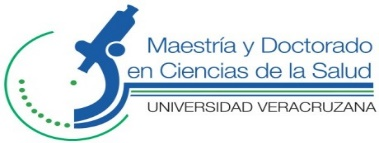 Maestría y Doctorado
en Ciencias de la Salud
UNIVERSIDAD VERACRUZANA